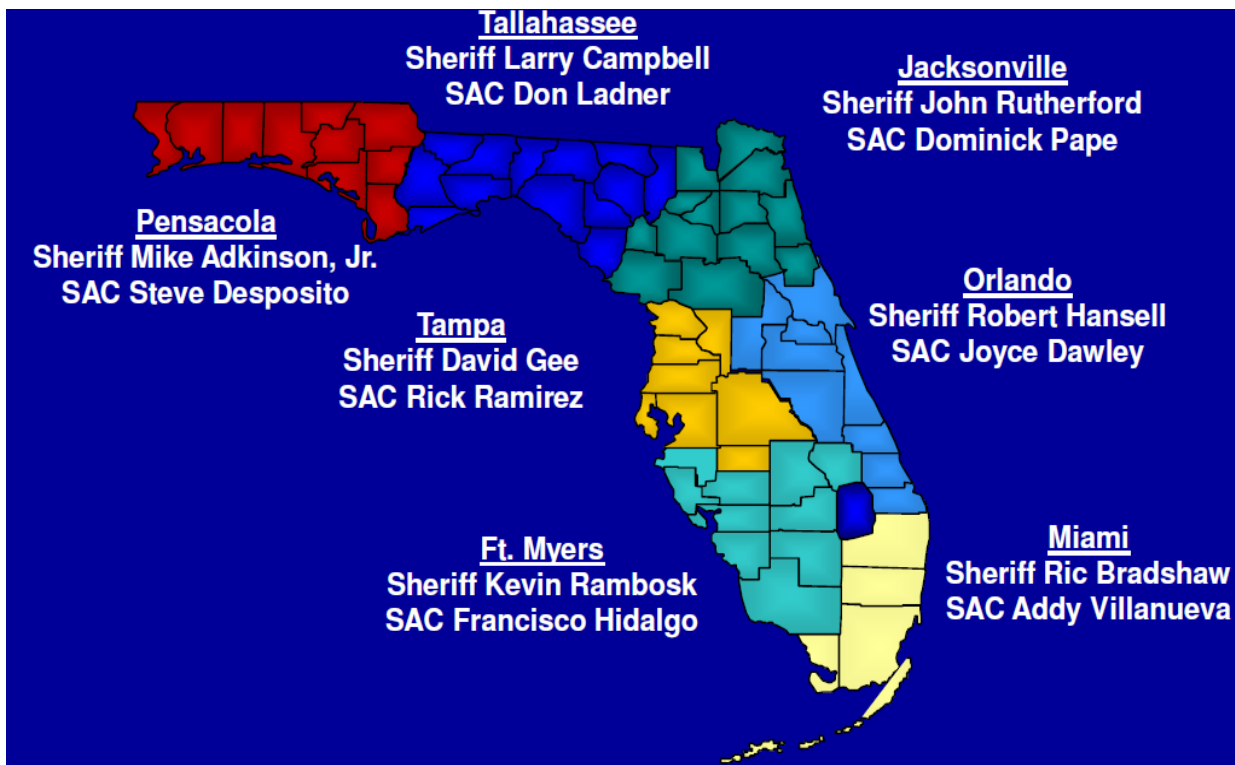 Tallahassee
Sheriff Larry Campbell
SAC Don Ladner
Jacksonville
Sheriff John Rutherford
SAC Dominick Pape
Pensacola
Sheriff Mike Adkinson, Jr.
SAC Steve Desposito
Orlando
Sheriff Robert Hansell
SAC Joyce Dawley
Tampa
Sheriff David Gee
SAC Rick Ramirez
Ft. Myers
Sheriff Kevin Rambosk
SAC Francisco Hidalgo
Miami
Sheriff Ric Bradshaw
SAC Addy Villanueva